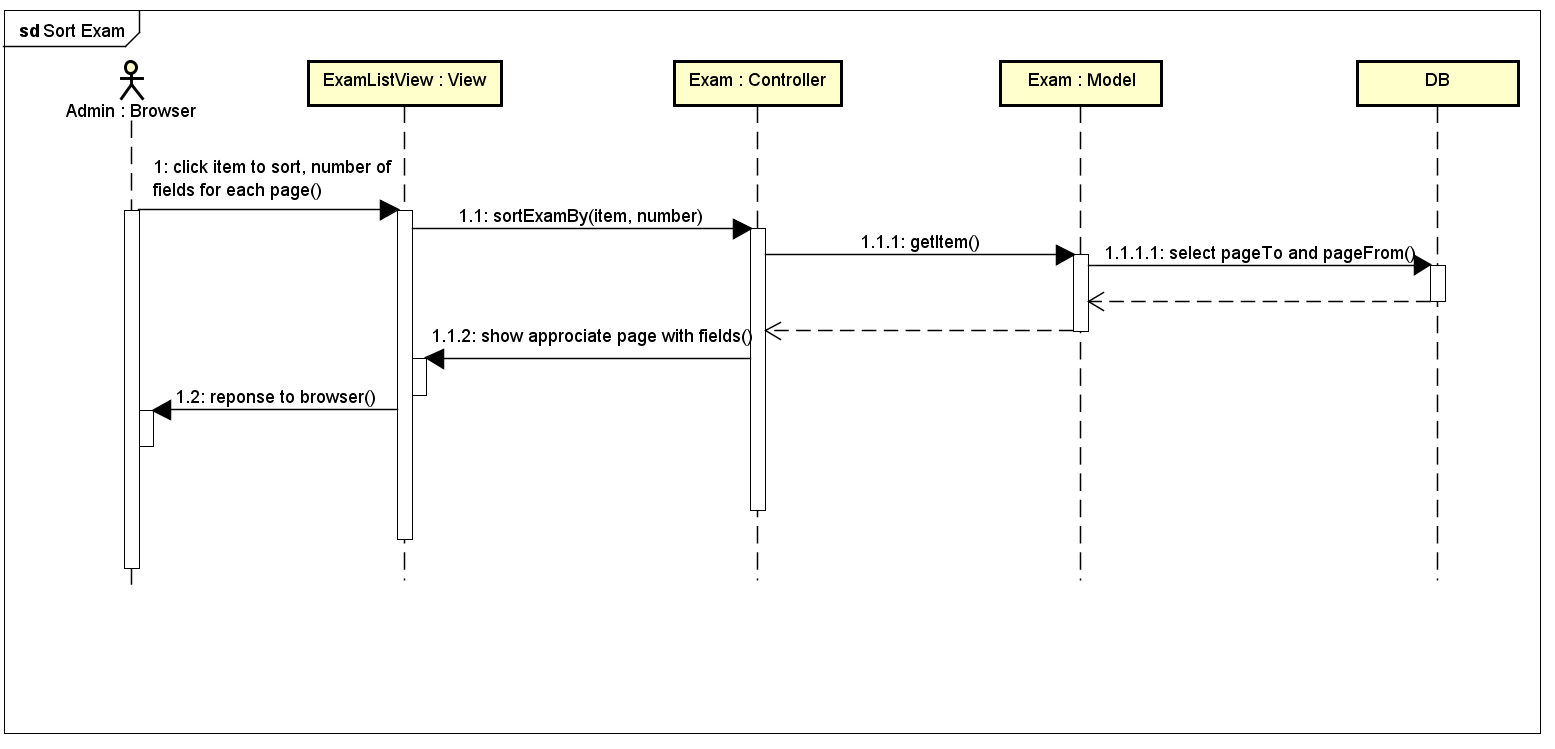 sd Sort Exam
Admin : Browser
ExamListView : View
Exam : Controller
Exam : Model
DB
1: click item to sort, number of
fields for each page()
1.1: sortExamBy(item, number)
1.1.1: getItem()
1.1.1.1: select pageTo and pageFrom()
1.1.2: show approciate page with fields()
1.2: reponse to browser()